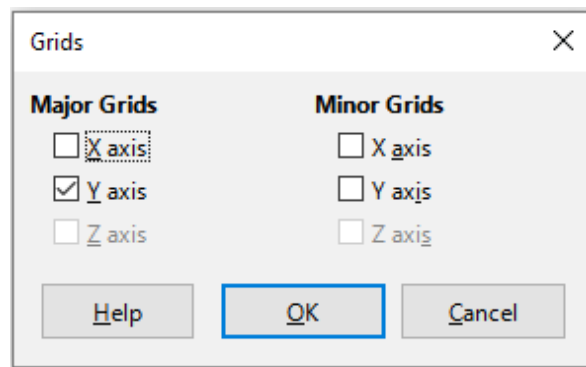 Grids
Major Grids Minor Grids
X axis X axis
Y axis Y axis
Z axis Z axis
Help OK Cancel